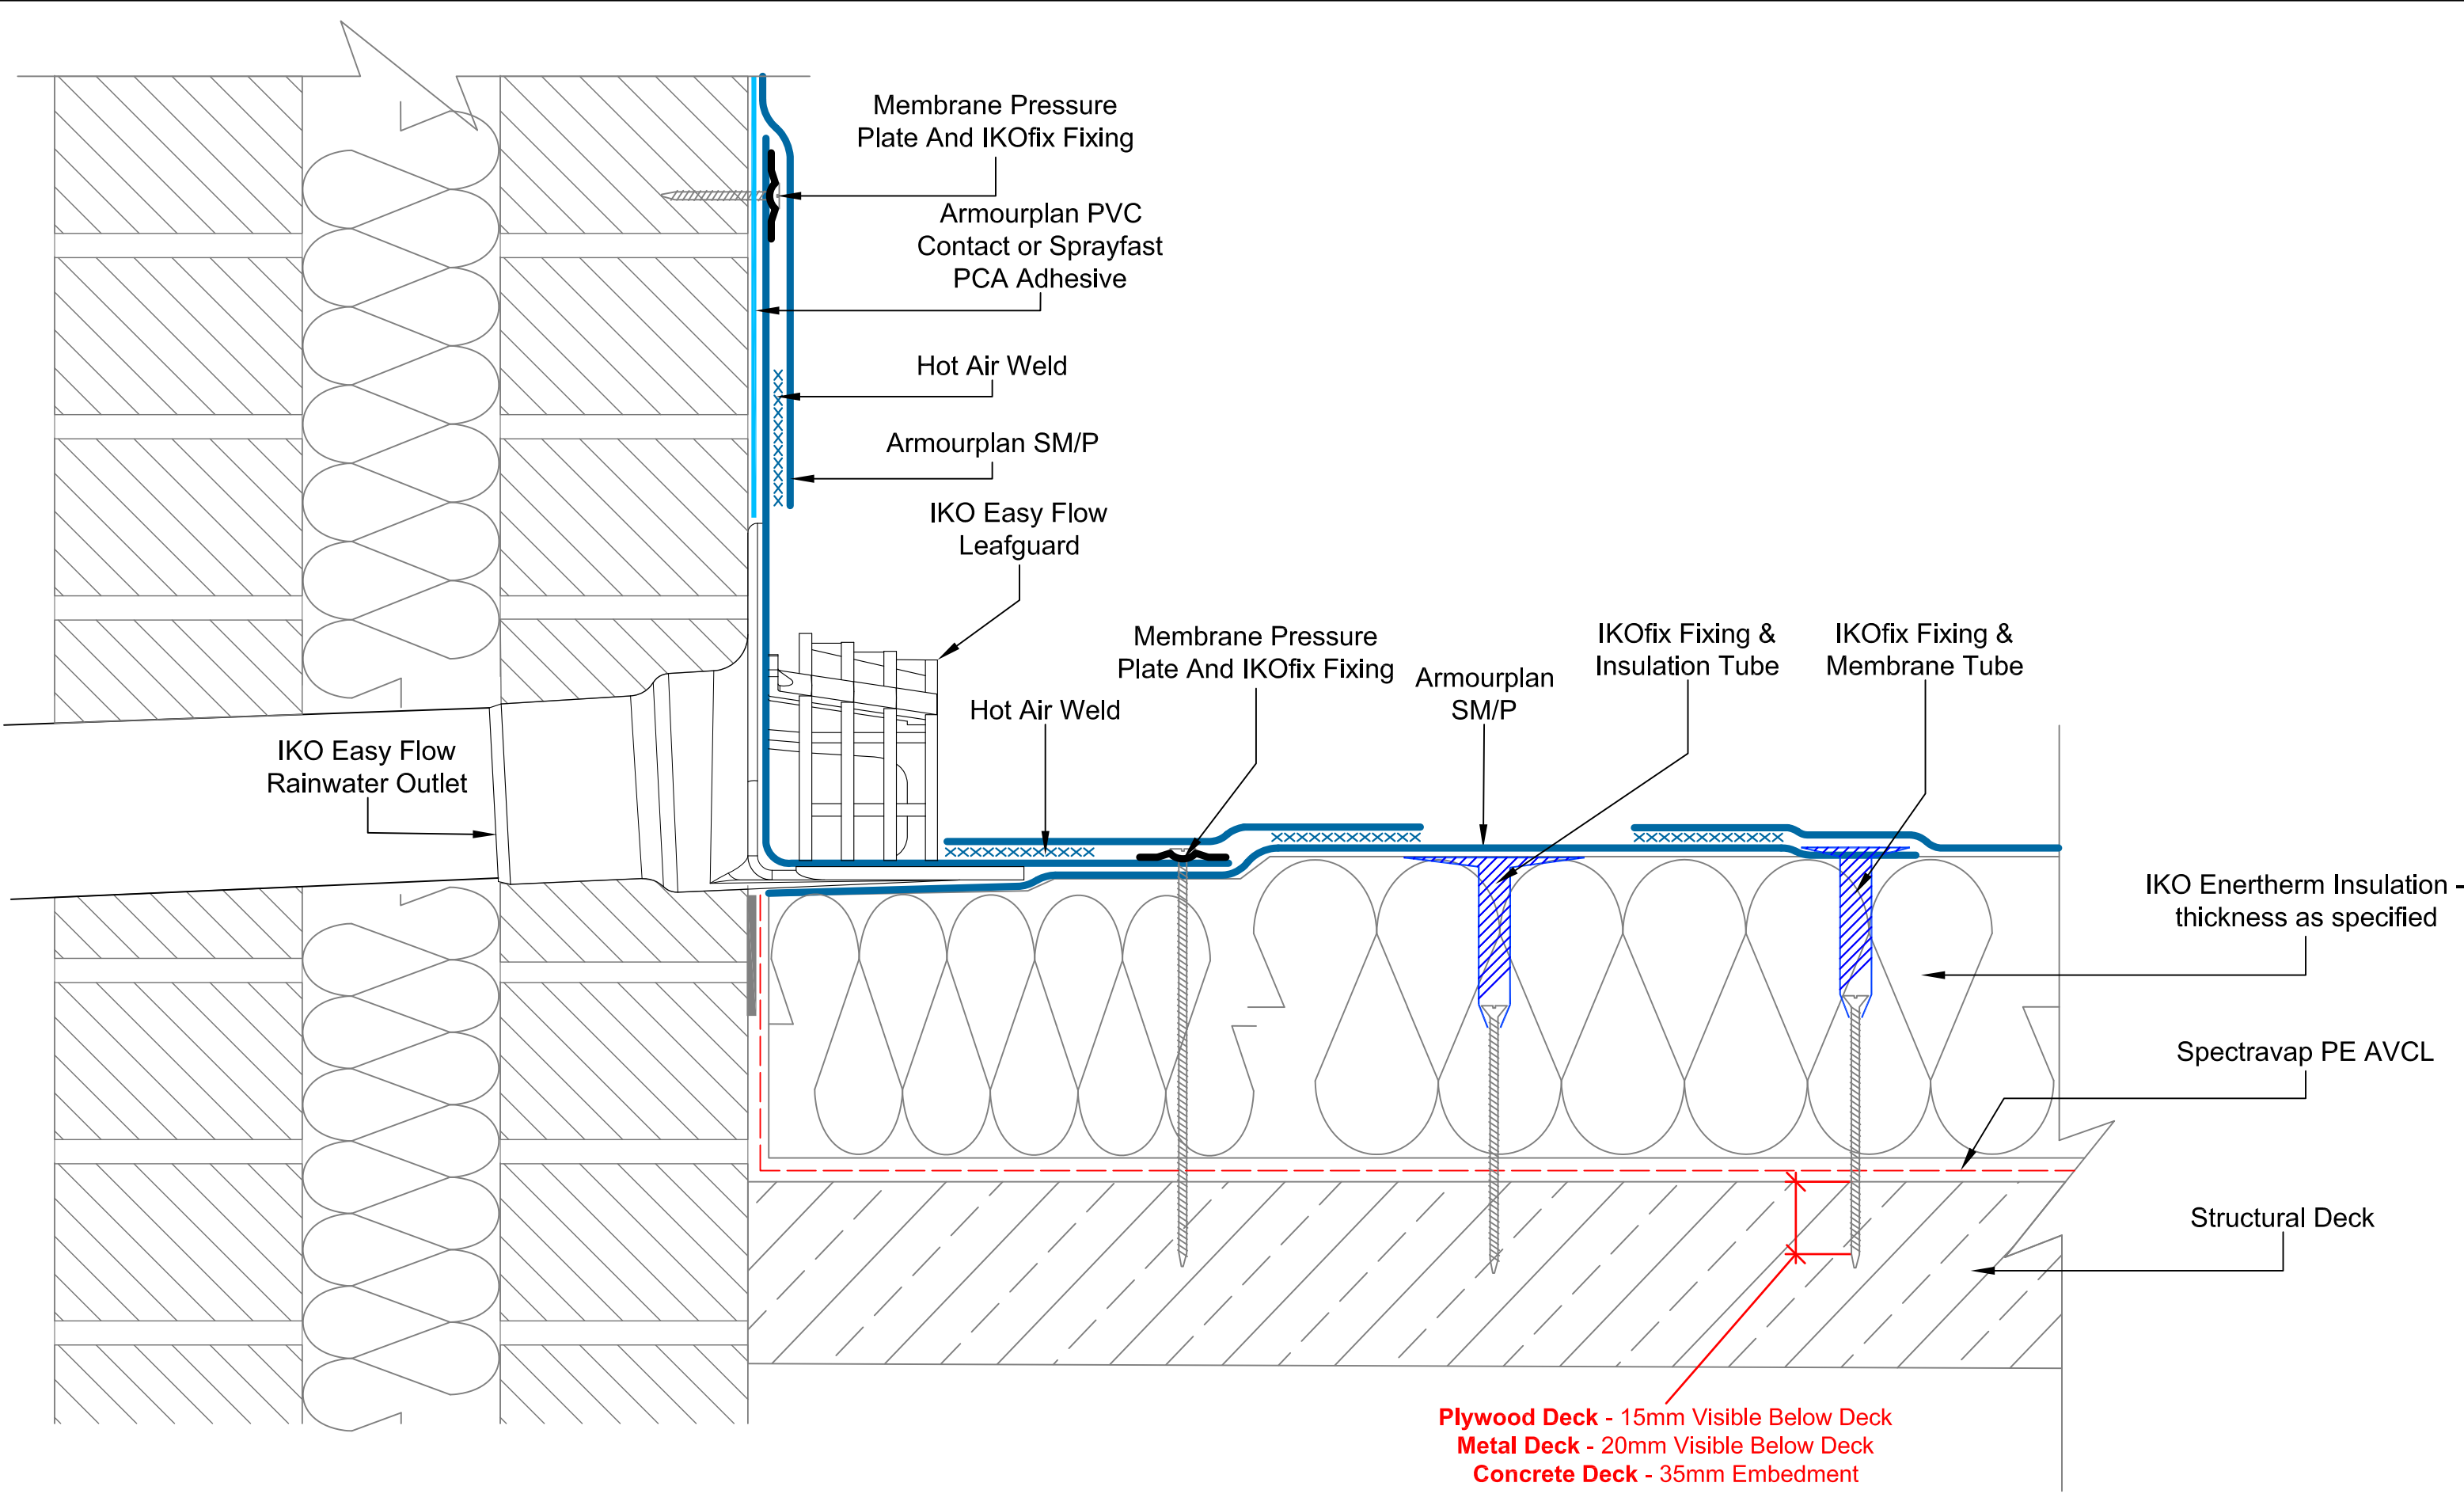 Membrane Pressure
Plate And IKOfix Fixing
Armourplan PVC
Contact or Sprayfast
PCA Adhesive
Hot Air Weld
Armourplan SM/P
IKO Easy Flow
Leafguard
Membrane Pressure
Plate And IKOfix Fixing
IKOfix Fixing &
Insulation Tube
IKOfix Fixing &
Membrane Tube
Armourplan
SM/P
Hot Air Weld
IKO Easy Flow
Rainwater Outlet
IKO Enertherm Insulation -
thickness as specified
Spectravap PE AVCL
Structural Deck
Plywood Deck - 15mm Visible Below Deck
Metal Deck - 20mm Visible Below Deck
Concrete Deck - 35mm Embedment